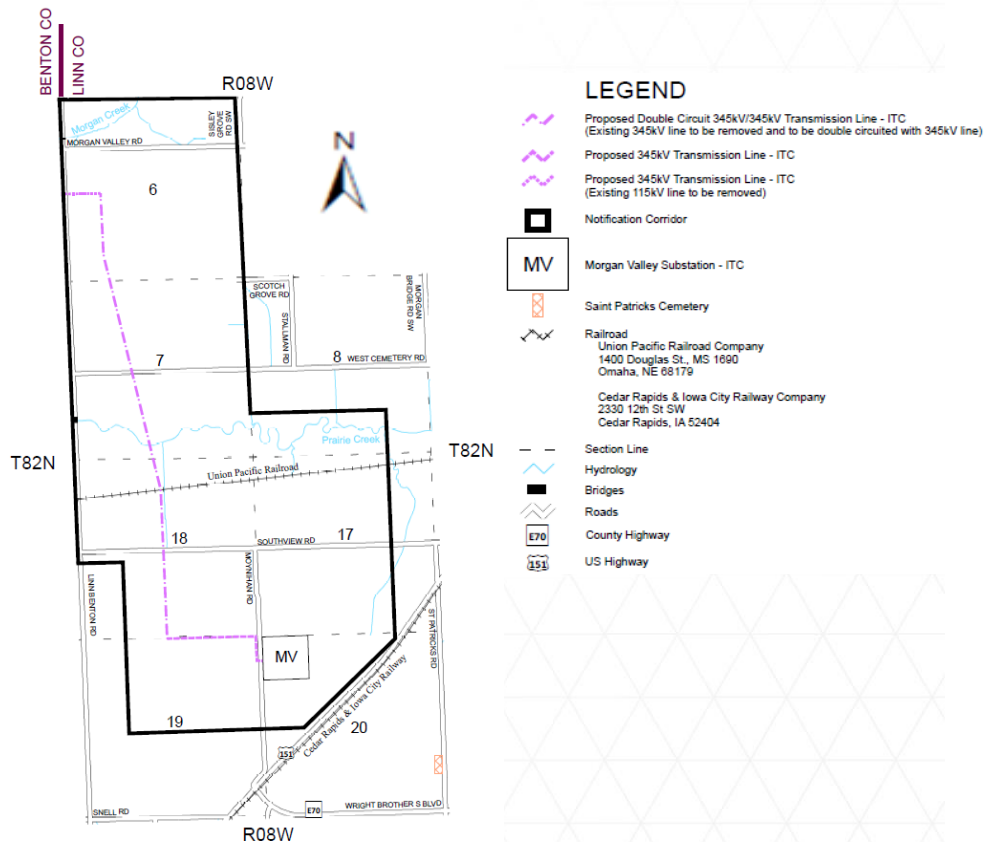 BENTON CO
LINN CO
R08W
Morgan Creek
SISLEY
GROVE
RD SW
MORGAN VALLEY RD
6
N
SCOTCH
GROVE RD
STALLMAN RD
MORGAN
BRIDGE RD SW
7
8
WEST CEMETERY RD
Prairie Creek
T82N
T82N
Union Pacific Railroad
18
SOUTHVIEW RD
17
LINN BENTON RD
MOYNIHAN RD
ST PATRICKS RD
MV
Cedar Rapids & Iowa City Railway
19
20
151
SNELL RD
E70
WRIGHT BROTHER S BLVD
R08W
LEGEND
Proposed Double Circuit 345kV/345kV Transmission Line - ITC
(Existing 345kV line to be removed and to be double circuited with 345kV line)
Proposed 345kV Transmission Line - ITC
Proposed 345kV Transmission Line - ITC
(Existing 115kV line to be removed)
Notification Corridor
MV
Morgan Valley Substation - ITC
Saint Patricks Cemetery
Railroad
Union Pacific Railroad Company
1400 Douglas St., MS 1690
Omaha, NE 68179
Cedar Rapids & Iowa City Railway Company
2330 12th St SW
Cedar Rapids, IA 52404
Section Line
Hydrology
Bridges
Roads
E70
County Highway
151
US Highway